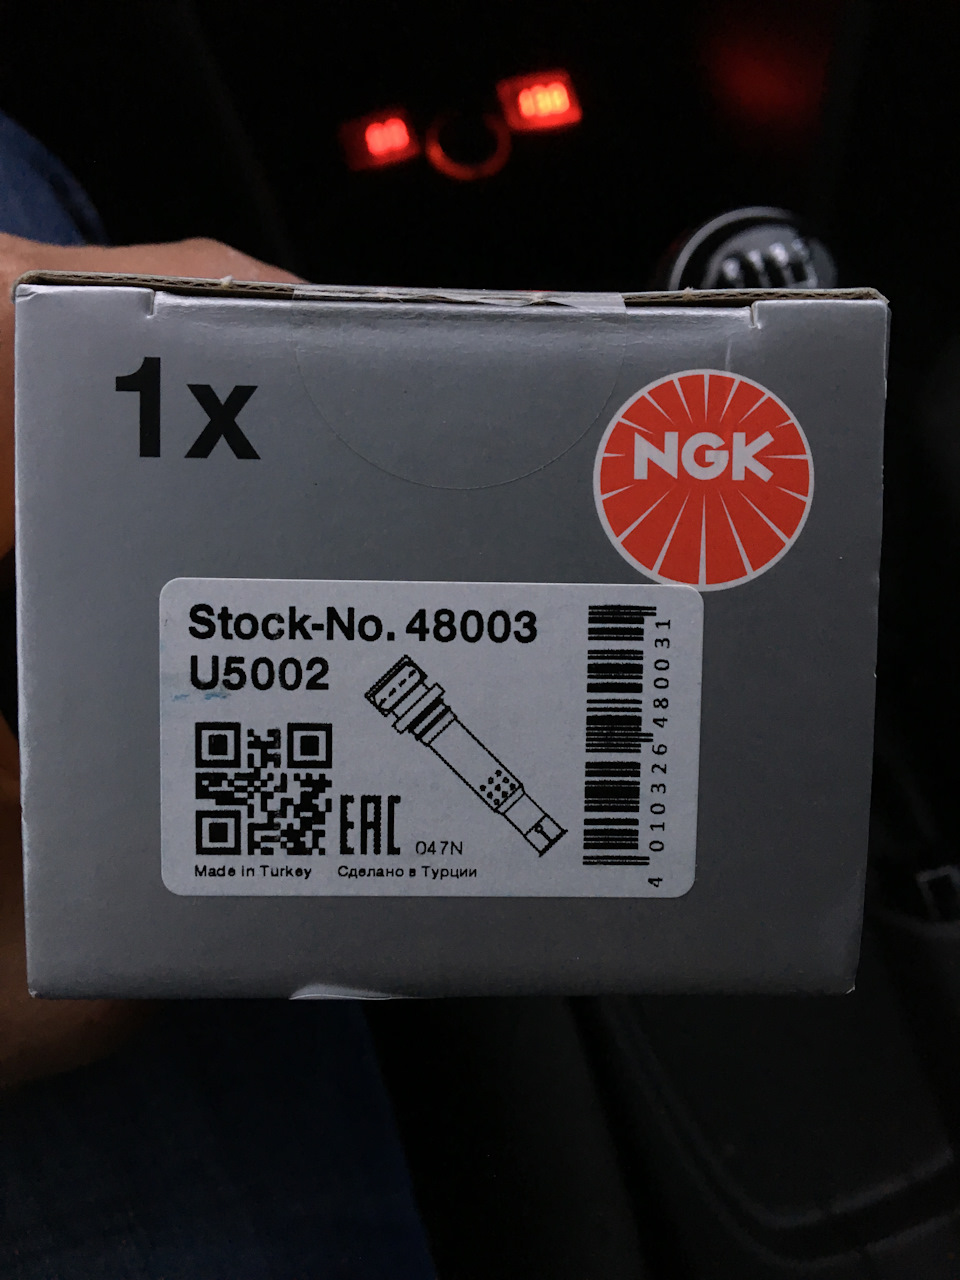 1x
NGK
Stock-No. 48003
U5002
EAC
047N
Made in Turkey Сделано в Турции
4 010326 480031